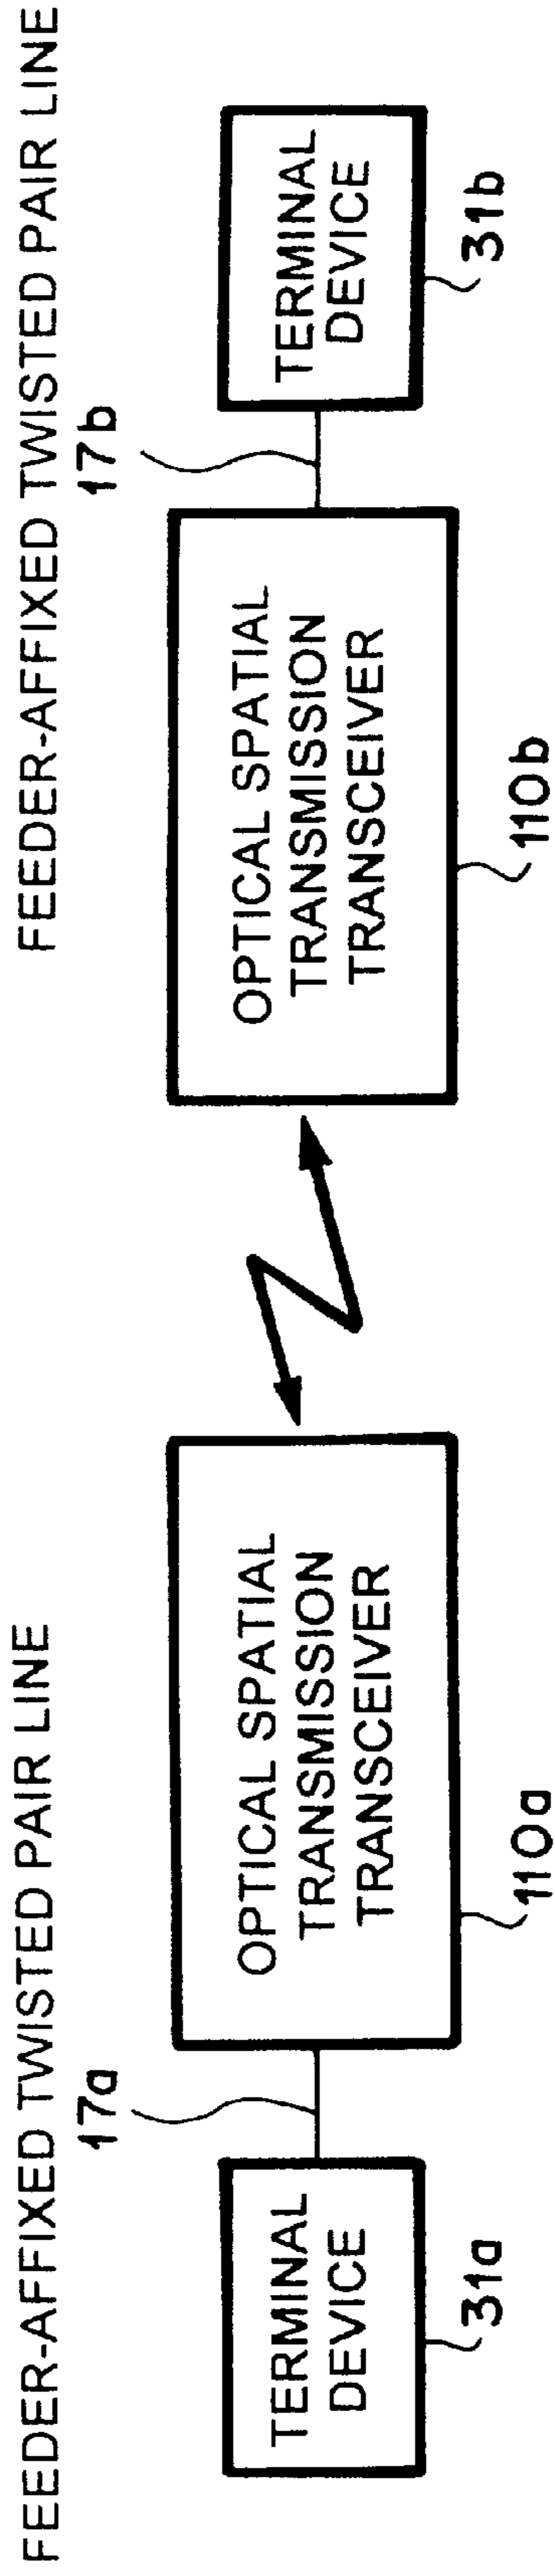 FEEDER-AFFIXED TWISTED PAIR LINE
FEEDER-AFFIXED TWISTED PAIR LINE
17a
17b
TERMINAL
DEVICE
OPTICAL SPATIAL
TRANSMISSION
TRANSCEIVER
OPTICAL SPATIAL
TRANSMISSION
TRANSCEIVER
TERMINAL
DEVICE
31a
110a
110b
31b